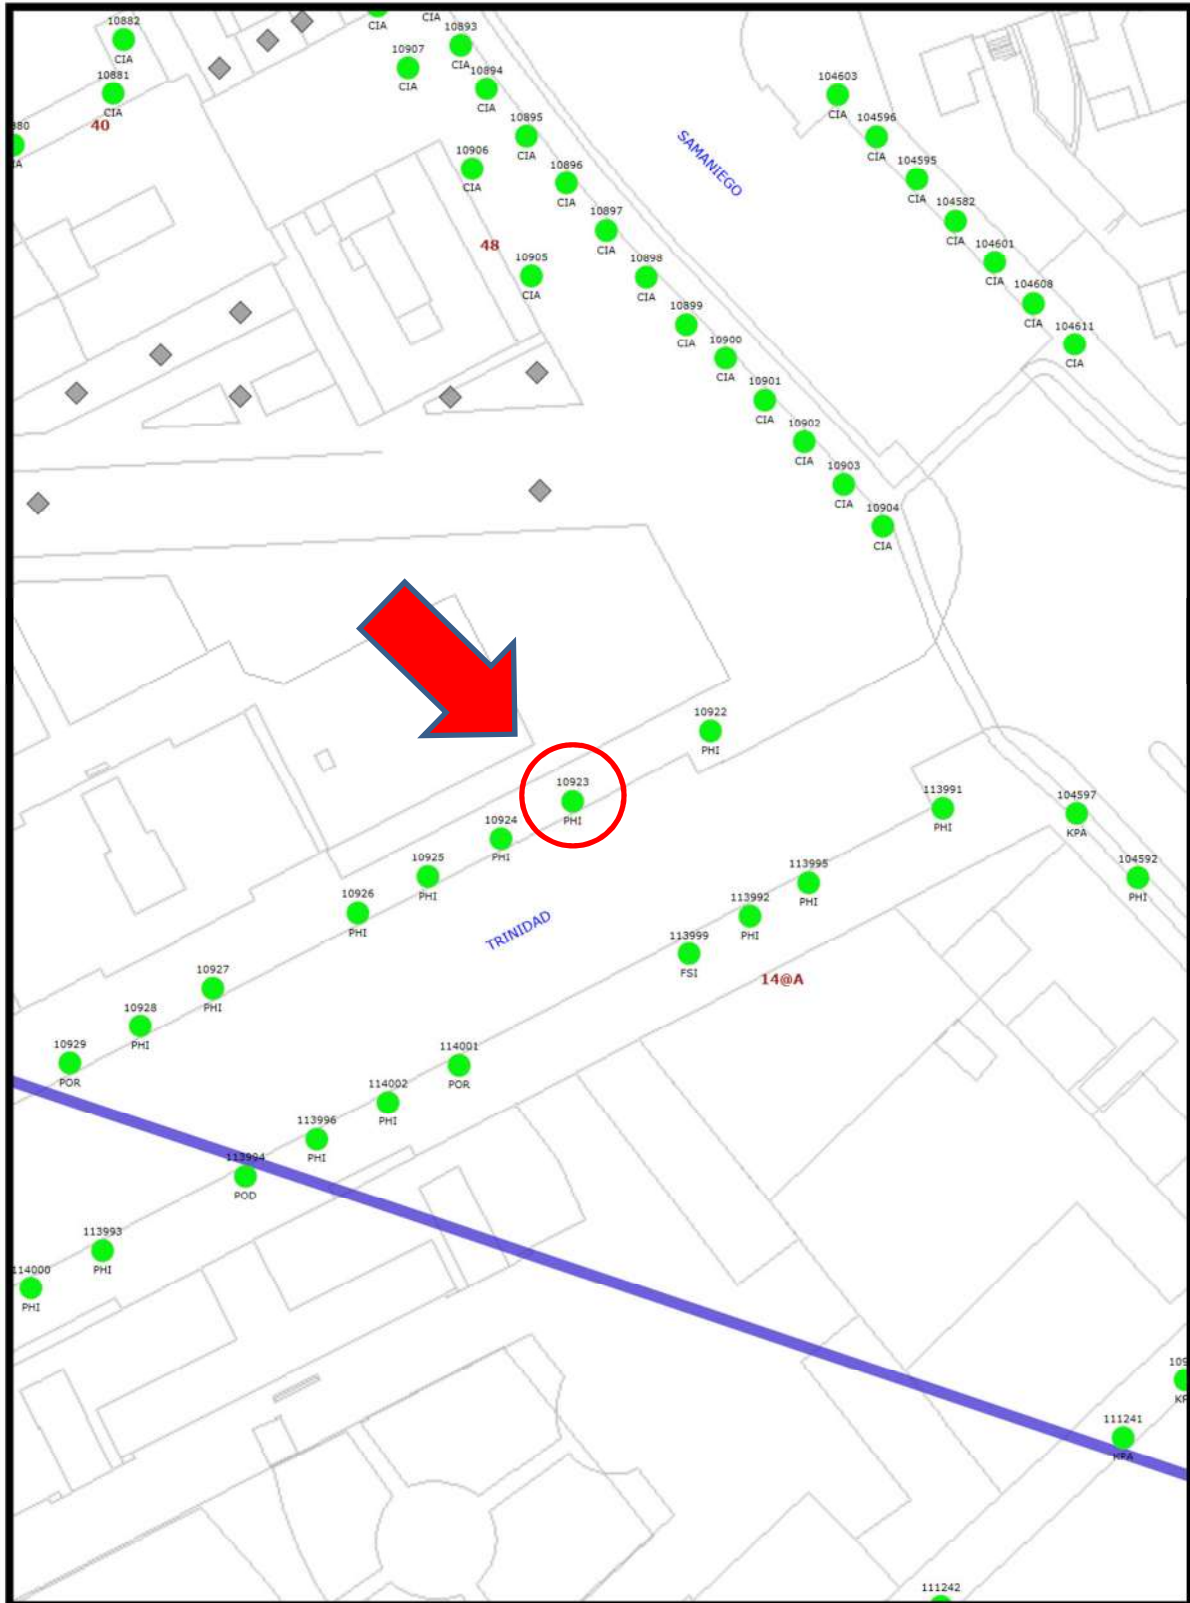 10882
CIA
CIA
CIA
10893
CIA
10907
CIA
10894
CIA
10881
CIA
40
104603
CIA
10895
CIA
104596
CIA
SAMANIEGO
10906
CIA
10896
CIA
104595
CIA
10897
CIA
104582
CIA
48
10905
CIA
10898
CIA
104601
CIA
10899
CIA
104608
CIA
10900
CIA
104611
CIA
10901
CIA
10902
CIA
10903
CIA
10904
CIA
10922
PHI
10923
PHI
113991
PHI
104597
KPA
10924
PHI
10925
PHI
113995
PHI
104592
PHI
10926
PHI
113992
PHI
TRINIDAD
113999
FSI
14@A
10927
PHI
10928
PHI
10929
POR
114001
POR
114002
PHI
113996
PHI
113994
POD
113993
PHI
114000
PHI
111241
KPA
111242